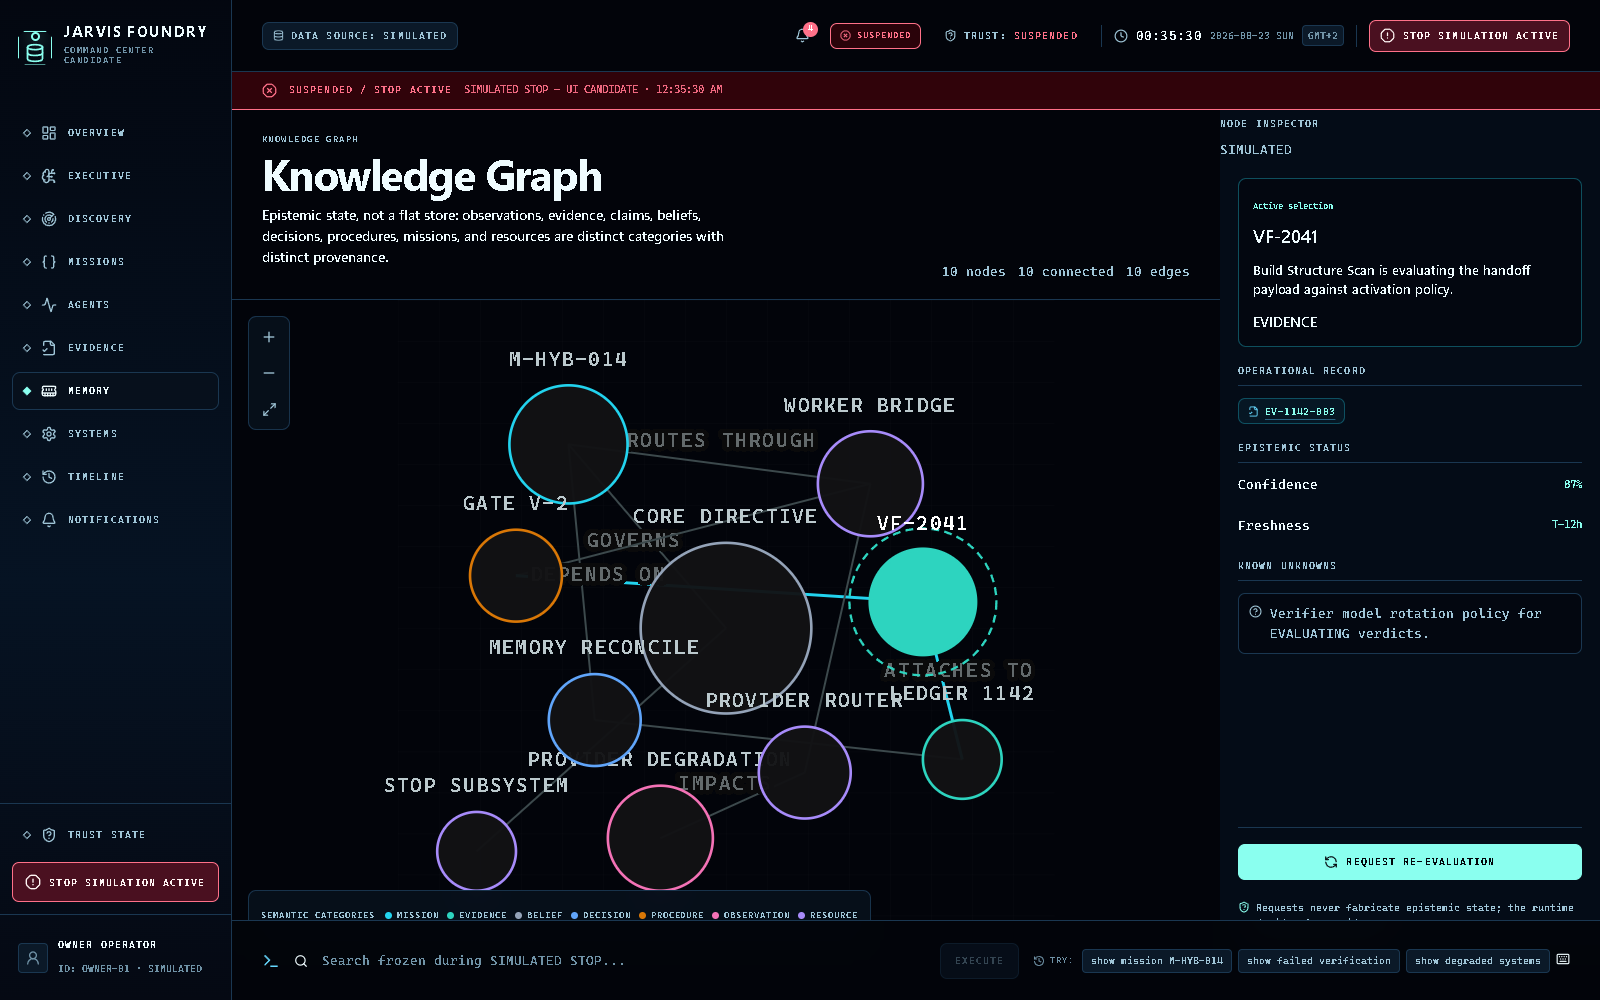 JARVIS FOUNDRY
COMMAND CENTER
CANDIDATE
OVERVIEW
EXECUTIVE
DISCOVERY
MISSIONS
AGENTS
EVIDENCE
MEMORY
SYSTEMS
TIMELINE
NOTIFICATIONS
TRUST STATE
STOP SIMULATION ACTIVE
OWNER OPERATOR
ID: OWNER-01 · SIMULATED
DATA SOURCE: SIMULATED
4
SUSPENDED
TRUST: SUSPENDED
00:35:30 2026-08-23 SUN GMT+2
STOP SIMULATION ACTIVE
SUSPENDED / STOP ACTIVE SIMULATED STOP — UI CANDIDATE · 12:35:30 AM
KNOWLEDGE GRAPH
Knowledge Graph
Epistemic state, not a flat store: observations, evidence, claims, beliefs,
decisions, procedures, missions, and resources are distinct categories with
distinct provenance.
10 nodes 10 connected 10 edges
M-HYB-014
WORKER BRIDGE
ROUTES THROUGH
GATE V-2
CORE DIRECTIVE
VF-2041
GOVERNS
DEPENDS ON
MEMORY RECONCILE
ATTACHES TO
LEDGER 1142
PROVIDER ROUTER
PROVIDER DEGRADATION
STOP SUBSYSTEM
IMPACT
SEMANTIC CATEGORIES MISSION EVIDENCE BELIEF DECISION PROCEDURE OBSERVATION RESOURCE
NODE INSPECTOR
SIMULATED
Active selection
VF-2041
Build Structure Scan is evaluating the handoff
payload against activation policy.
EVIDENCE
OPERATIONAL RECORD
EV-1142-003
EPISTEMIC STATUS
Confidence 87%
Freshness T-12h
KNOWN UNKNOWNS
Verifier model rotation policy for
EVALUATING verdicts.
REQUEST RE-EVALUATION
Requests never fabricate epistemic state; the runtime
Search frozen during SIMULATED STOP...
EXECUTE
TRY:
show mission M-HYB-014
show failed verification
show degraded systems